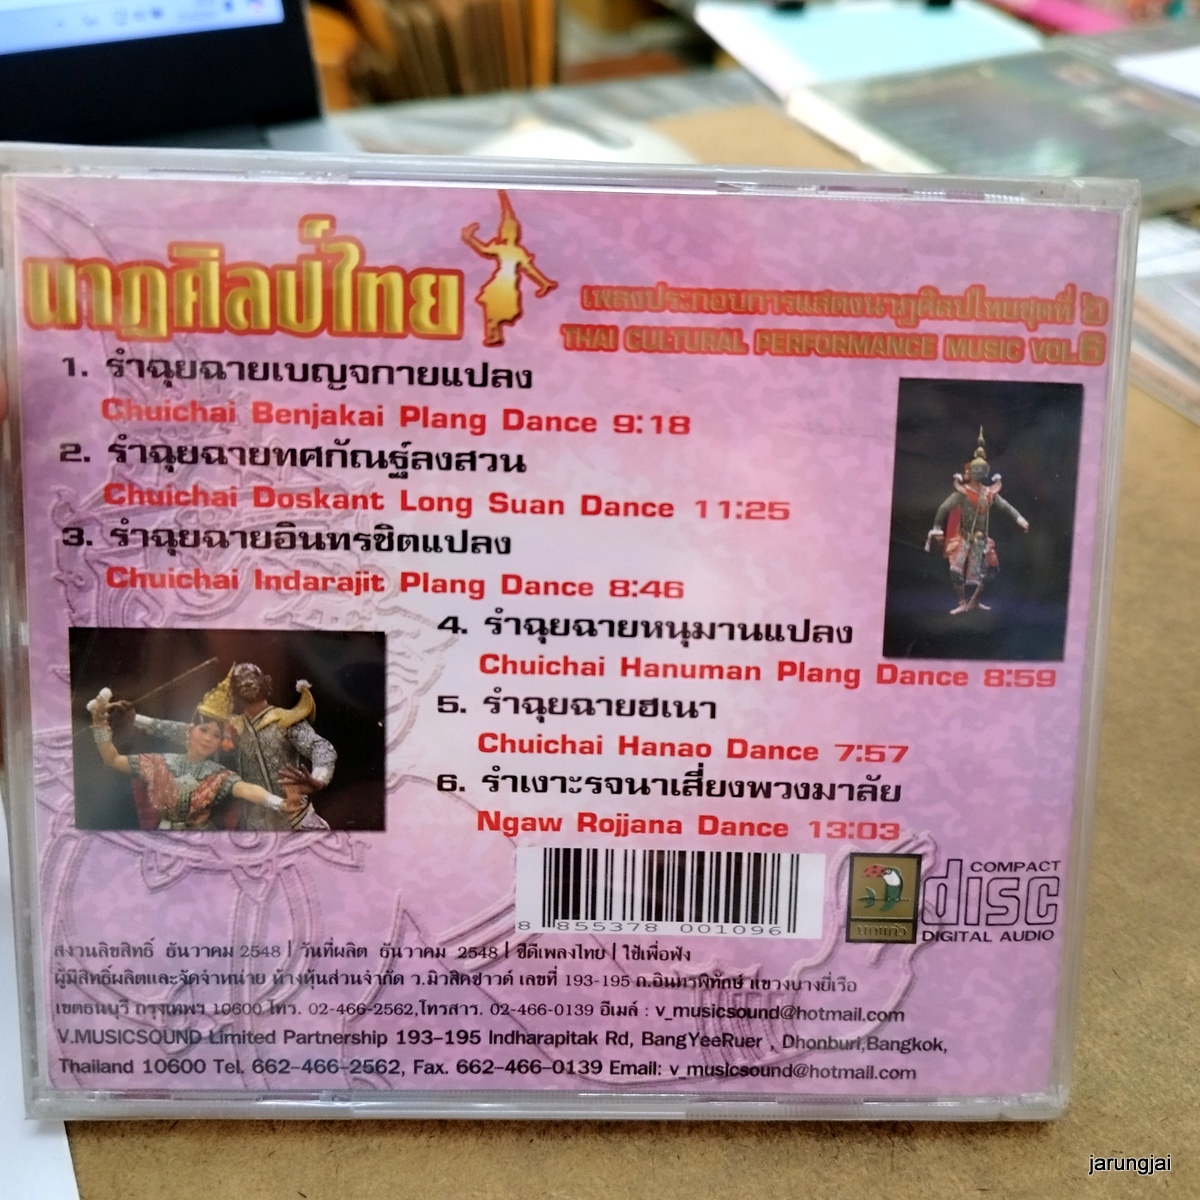 นาฏศิลป์ไทย
เพลงประกอบการแสดงนาฏศิลป์ไทยชุดที่ ๖
THAI CULTURAL PERFORMANCE MUSIC VOL.6
1. รำฉุยฉายเบญจกายแปลง
Chuichai Benjakai Plang Dance 9:18
2. รำฉุยฉายทศกัณฐ์ลงสวน
Chuichai Doskant Long Suan Dance 11:25
3. รำฉุยฉายอินทรชิตแปลง
Chuichai Indarajit Plang Dance 8:46
4. รำฉุยฉายหนุมานแปลง
Chuichai Hanuman Plang Dance 8:59
5. รำฉุยฉายฮเนา
Chuichai Hanao Dance 7:57
6. รำเงาะรจนาเสี่ยงพวงมาลัย
Ngaw Rojjana Dance 13:03
8 855378 001096
นกแก้ว
COMPACT
disc
DIGITAL AUDIO
สงวนลิขสิทธิ์ ธันวาคม 2548 | วันที่ผลิต ธันวาคม 2548 | ซีดีเพลงไทย | ใช้เพื่อฟัง
ผู้มีสิทธิ์ผลิตและจัดจำหน่าย ห้างหุ้นส่วนจำกัด ว.มิวสิคซาวด์ เลขที่ 193-195 ถ.อินทรพิทักษ์ แขวงบางยี่เรือ
เขตธนบุรี กรุงเทพฯ 10600 โทร. 02-466-2562,โทรสาร. 02-466-0139 อีเมล์ : v_musicsound@hotmail.com
V.MUSICSOUND Limited Partnership 193-195 Indharapitak Rd, BangYeeRuer , Dhonburi,Bangkok,
Thailand 10600 Tel. 662-466-2562, Fax. 662-466-0139 Email: v_musicsound@hotmail.com
jarungjai